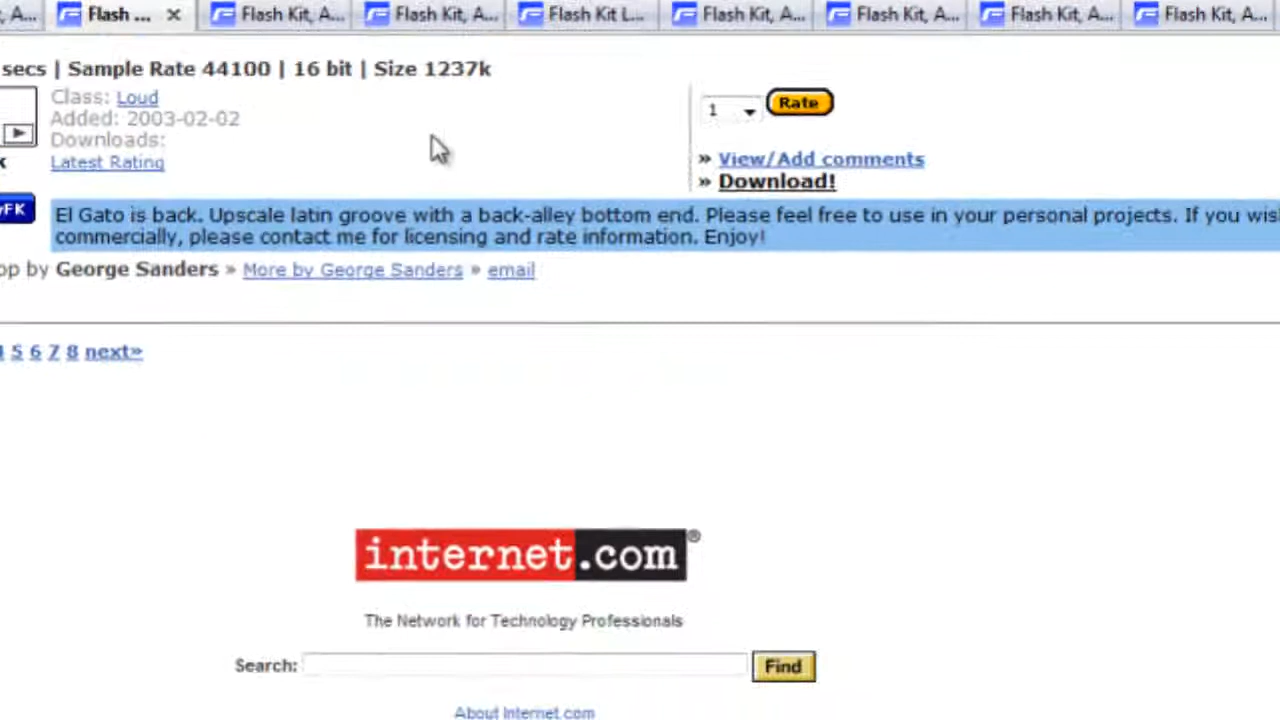 A... Flash ... Flash Kit, A... Flash Kit, A... Flash Kit L... Flash Kit, A... Flash Kit, A... Flash Kit, A... Flash Kit, A...
secs | Sample Rate 44100 | 16 bit | Size 1237k
Class: Loud
1 Rate
Added: 2003-02-02
Downloads:
Latest Rating
» View/Add comments
» Download!
FK
El Gato is back. Upscale latin groove with a back-alley bottom end. Please feel free to use in your personal projects. If you wis
commercially, please contact me for licensing and rate information. Enjoy!
op by George Sanders » More by George Sanders » email
5 6 7 8 next»
internet.com®
The Network for Technology Professionals
Search: Find
About Internet.com